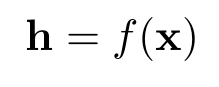 h = f(x)